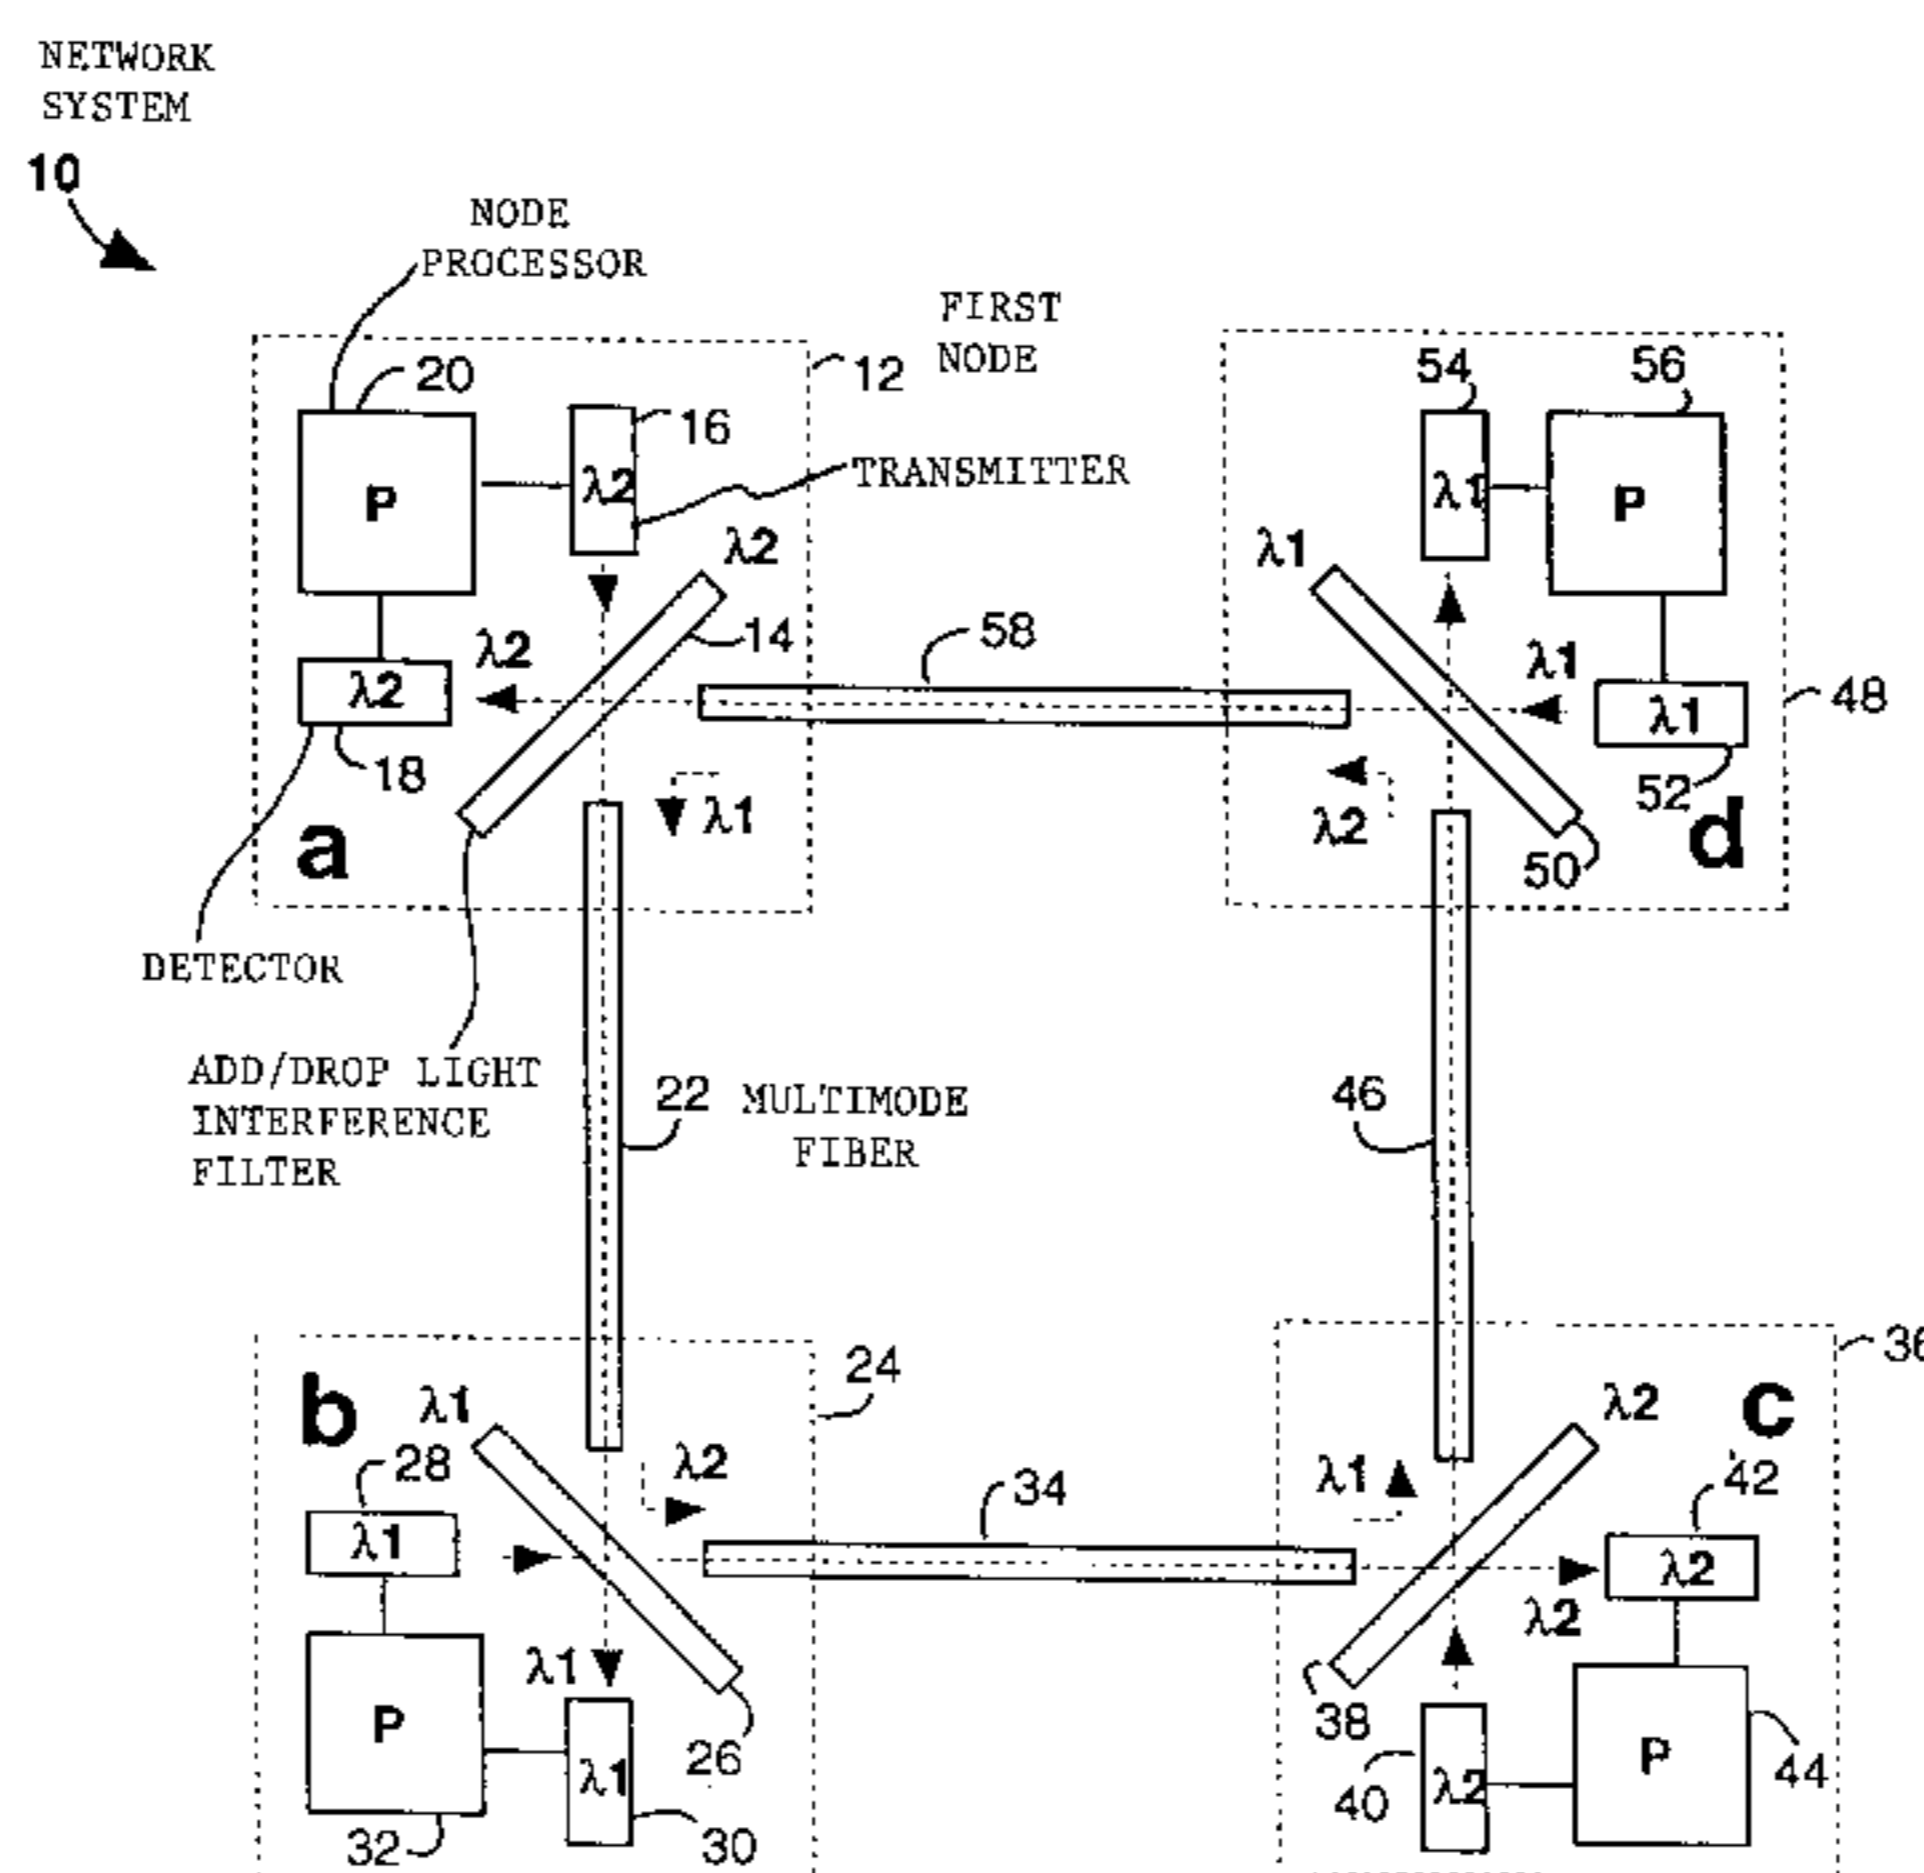 NETWORK
SYSTEM
10
NODE
PROCESSOR
FIRST
NODE
20
12
54
56
16
P
λ2
TRANSMITTER
λ1
P
λ2
λ1
14
58
λ2
λ1
λ2
λ1
48
18
52
λ1
λ2
a
50
d
DETECTOR
ADD/DROP LIGHT
INTERFERENCE
FILTER
22
MULTIMODE
FIBER
46
24
b
λ1
λ2
c
28
λ2
λ1
42
34
λ1
λ2
λ2
λ1
38
P
26
P
44
λ1
40
λ2
32
30